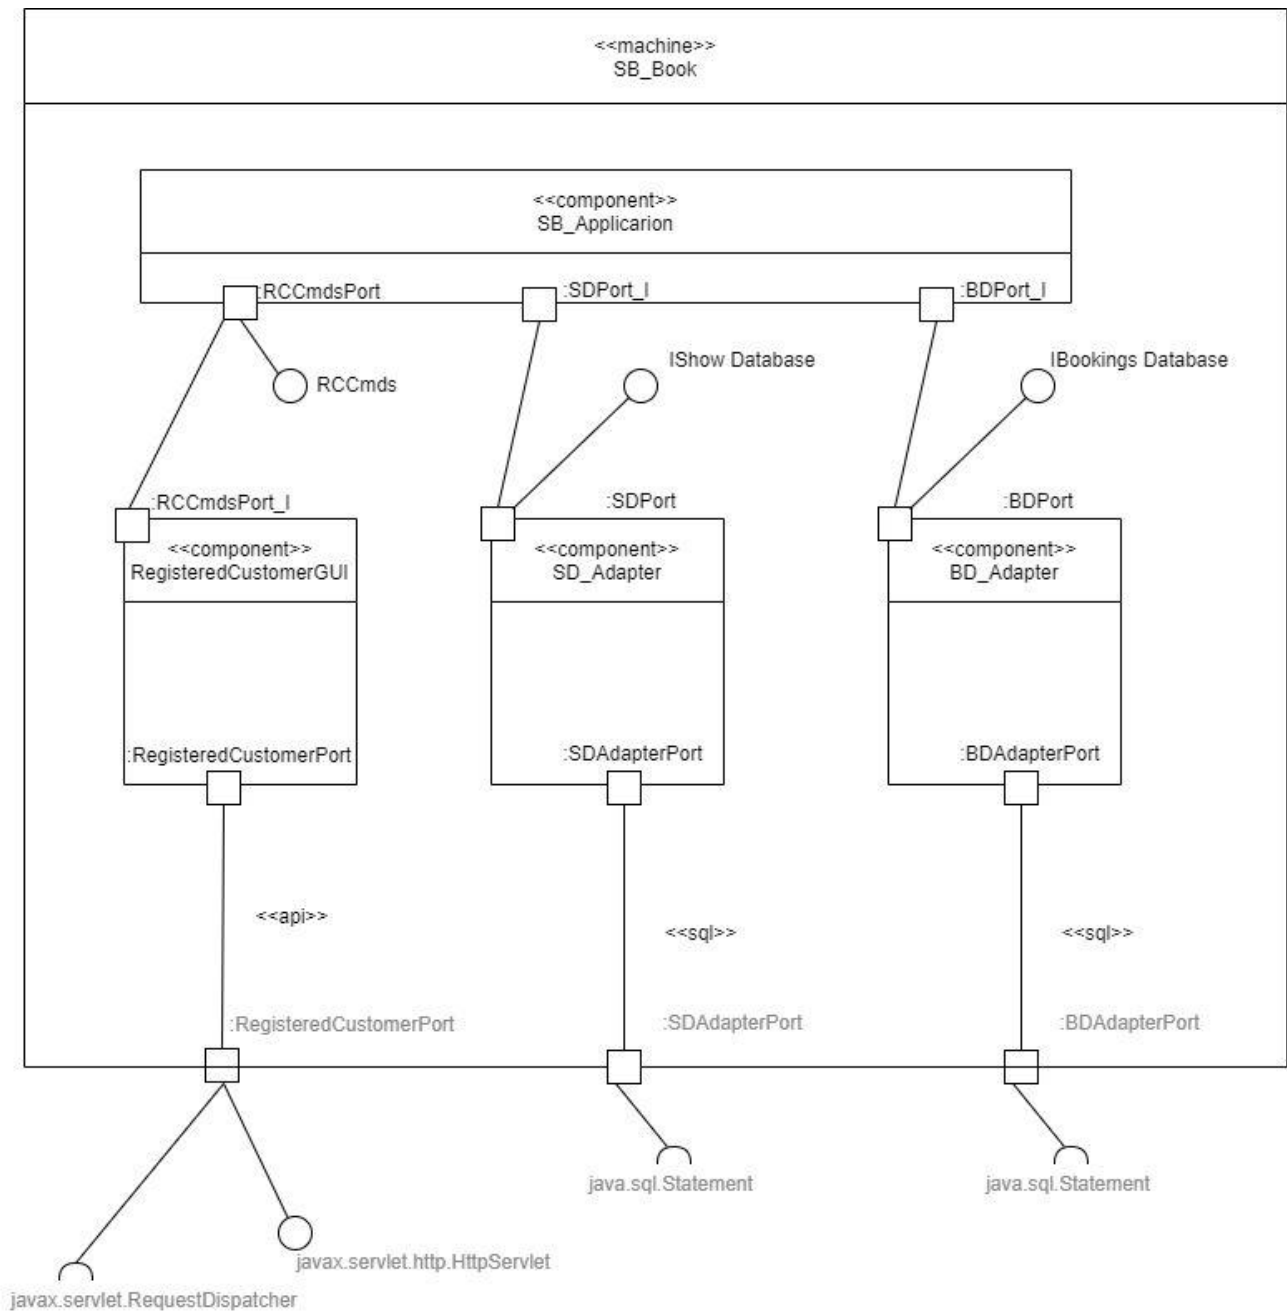 <<machine>>
SB_Book
<<component>>
SB_Applicarion
:RCCmdsPort
:SDPort_I
:BDPort_I
RCCmds
IShow Database
IBookings Database
:RCCmdsPort_I
:SDPort
:BDPort
<<component>>
RegisteredCustomerGUI
<<component>>
SD_Adapter
<<component>>
BD_Adapter
:RegisteredCustomerPort
:SDAdapterPort
:BDAdapterPort
<<api>>
<<sql>>
<<sql>>
:RegisteredCustomerPort
:SDAdapterPort
:BDAdapterPort
java.sql.Statement
java.sql.Statement
javax.servlet.http.HttpServlet
javax.servlet.RequestDispatcher